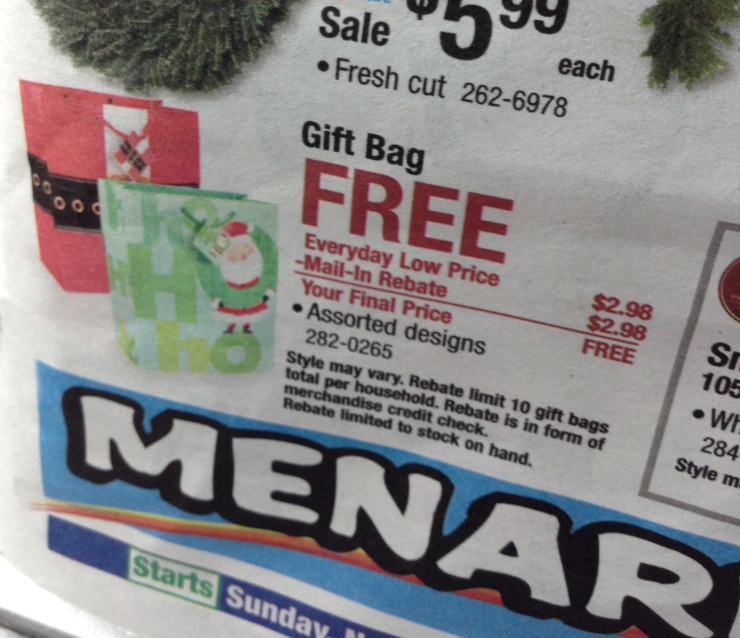 $5 99
Sale
each
• Fresh cut 262-6978
Gift Bag
FREE
Everyday Low Price $2.98
-Mail-In Rebate $2.98
Your Final Price FREE
• Assorted designs
282-0265
Style may vary. Rebate limit 10 gift bags
total per household. Rebate is in form of
merchandise credit check.
Rebate limited to stock on hand.
HO
ho
105
• Wh
284
Style m
MENAR
Starts Sunday,